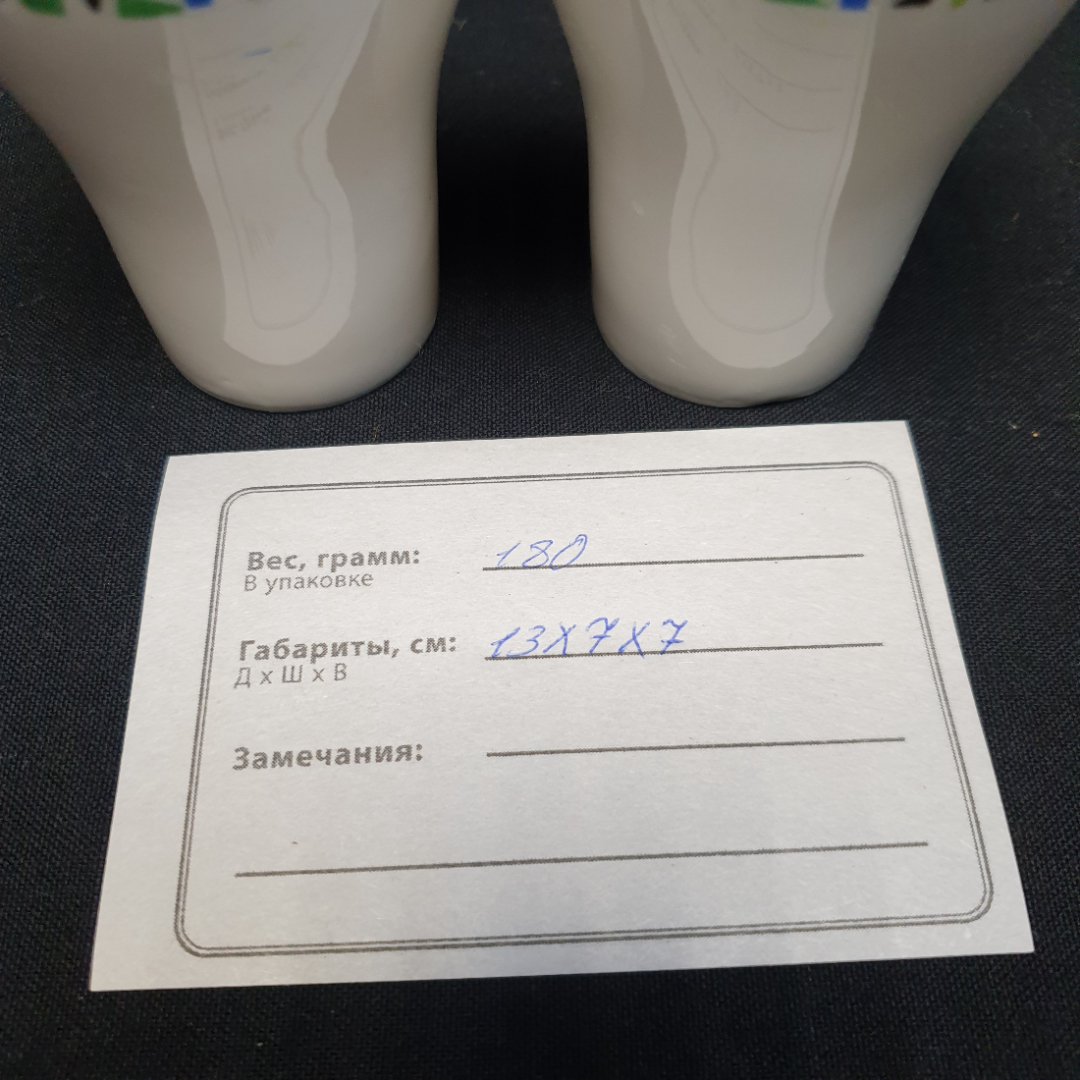 Вес, грамм: 180
В упаковке
Габариты, см: 13х7х7
Д х Ш х В
Замечания: